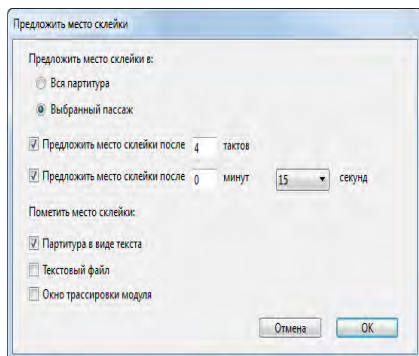 Предложить место склейки
Предложить место склейки в:
Вся партитура
Выбранный пассаж
Предложить место склейки после 4 тактов
Предложить место склейки после 0 минут 15 секунд
Пометить место склейки:
Партитура в виде текста
Текстовый файл
Окно трассировки модуля
Отмена OK